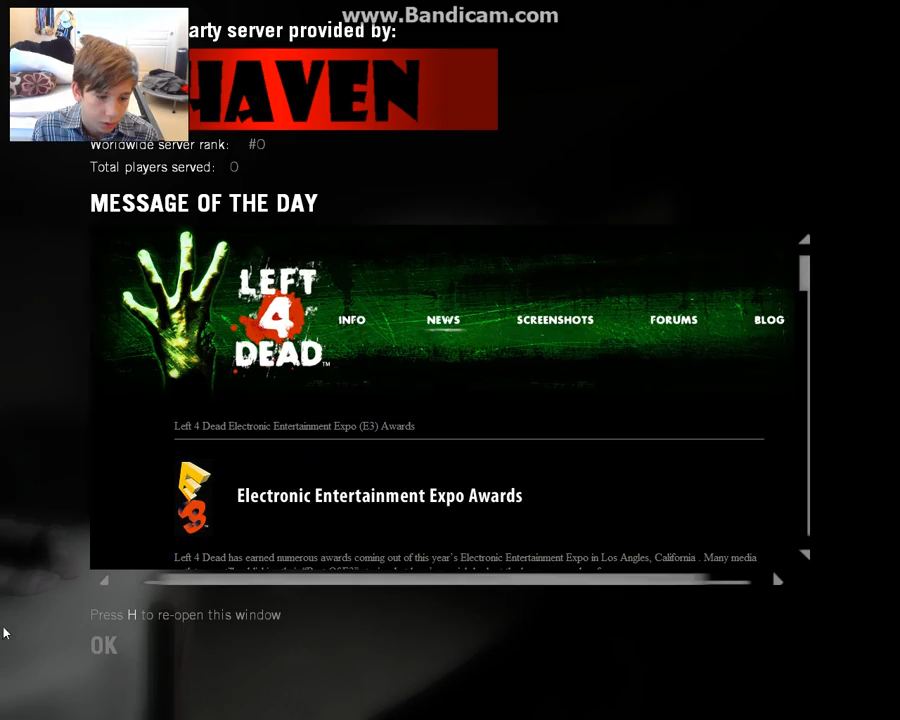 www.Bandicam.com
arty server provided by:
HAVEN
Worldwide server rank: #0
Total players served: 0
MESSAGE OF THE DAY
LEFT
4
DEAD™
INFO NEWS SCREENSHOTS FORUMS BLOG
Left 4 Dead Electronic Entertainment Expo (E3) Awards
E3
Electronic Entertainment Expo Awards
Left 4 Dead has earned numerous awards coming out of this year's Electronic Entertainment Expo in Los Angeles, California . Many media
Press H to re-open this window
OK